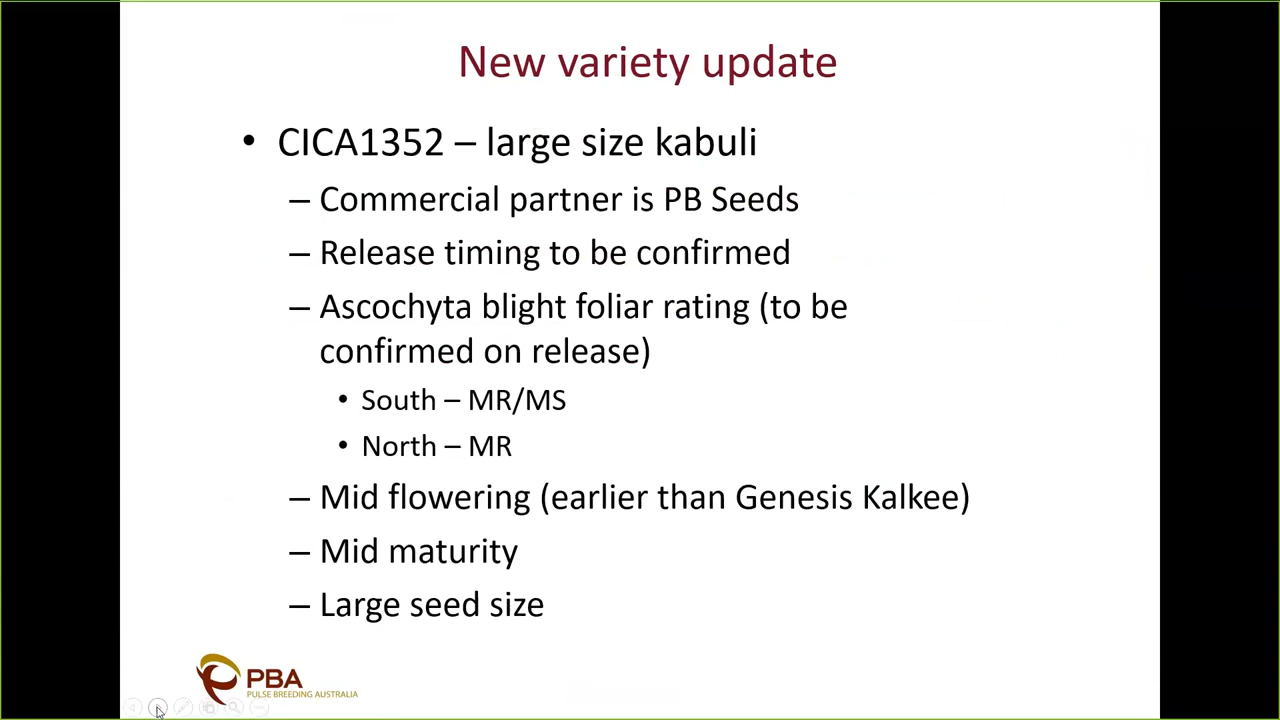 New variety update
• CICA1352 – large size kabuli
– Commercial partner is PB Seeds
– Release timing to be confirmed
– Ascochyta blight foliar rating (to be
confirmed on release)
• South – MR/MS
• North – MR
– Mid flowering (earlier than Genesis Kalkee)
– Mid maturity
– Large seed size
PBA
PULSE BREEDING AUSTRALIA